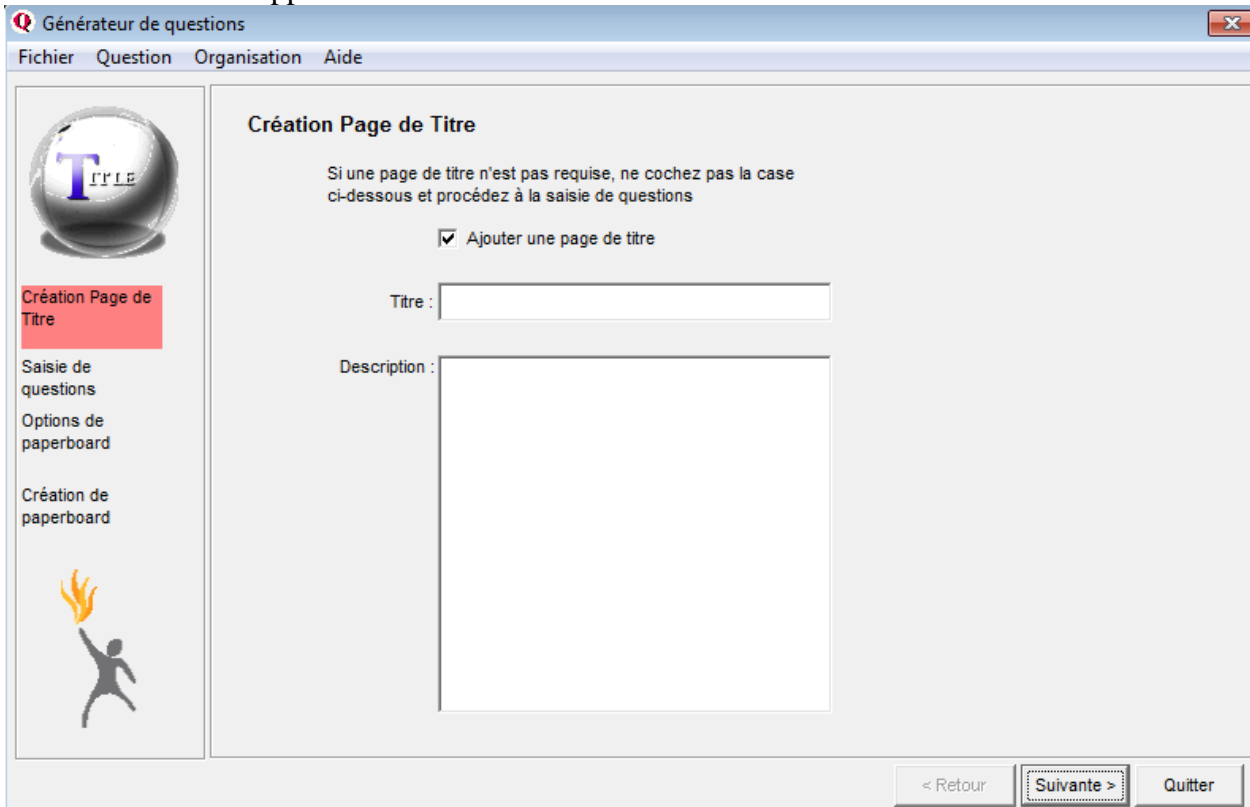 Générateur de questions
Fichier Question Organisation Aide
TITLE
Création Page de
Titre
Saisie de
questions
Options de
paperboard
Création de
paperboard
Création Page de Titre
Si une page de titre n'est pas requise, ne cochez pas la case
ci-dessous et procédez à la saisie de questions
Ajouter une page de titre
Titre :
Description :
< Retour Suivante > Quitter